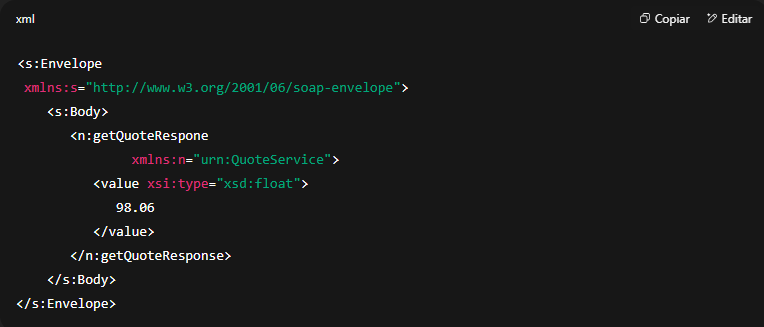 xml Copiar Editar
<s:Envelope
xmlns:s="http://www.w3.org/2001/06/soap-envelope">
<s:Body>
<n:getQuoteRespone
xmlns:n="urn:QuoteService">
<value xsi:type="xsd:float">
98.06
</value>
</n:getQuoteResponse>
</s:Body>
</s:Envelope>